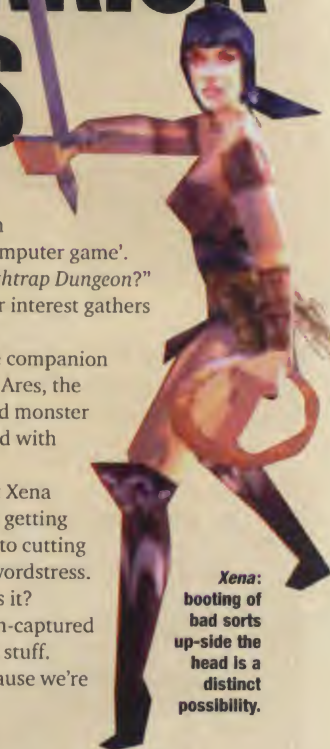 S
n
mputer game'.
htrap Dungeon?"
r interest gathers
e companion
Ares, the
d monster
d with
Xena
getting
to cutting
wordstress.
s it?
n-captured
stuff.
ause we're
Xena:
booting of
bad sorts
up-side the
head is a
distinct
possibility.